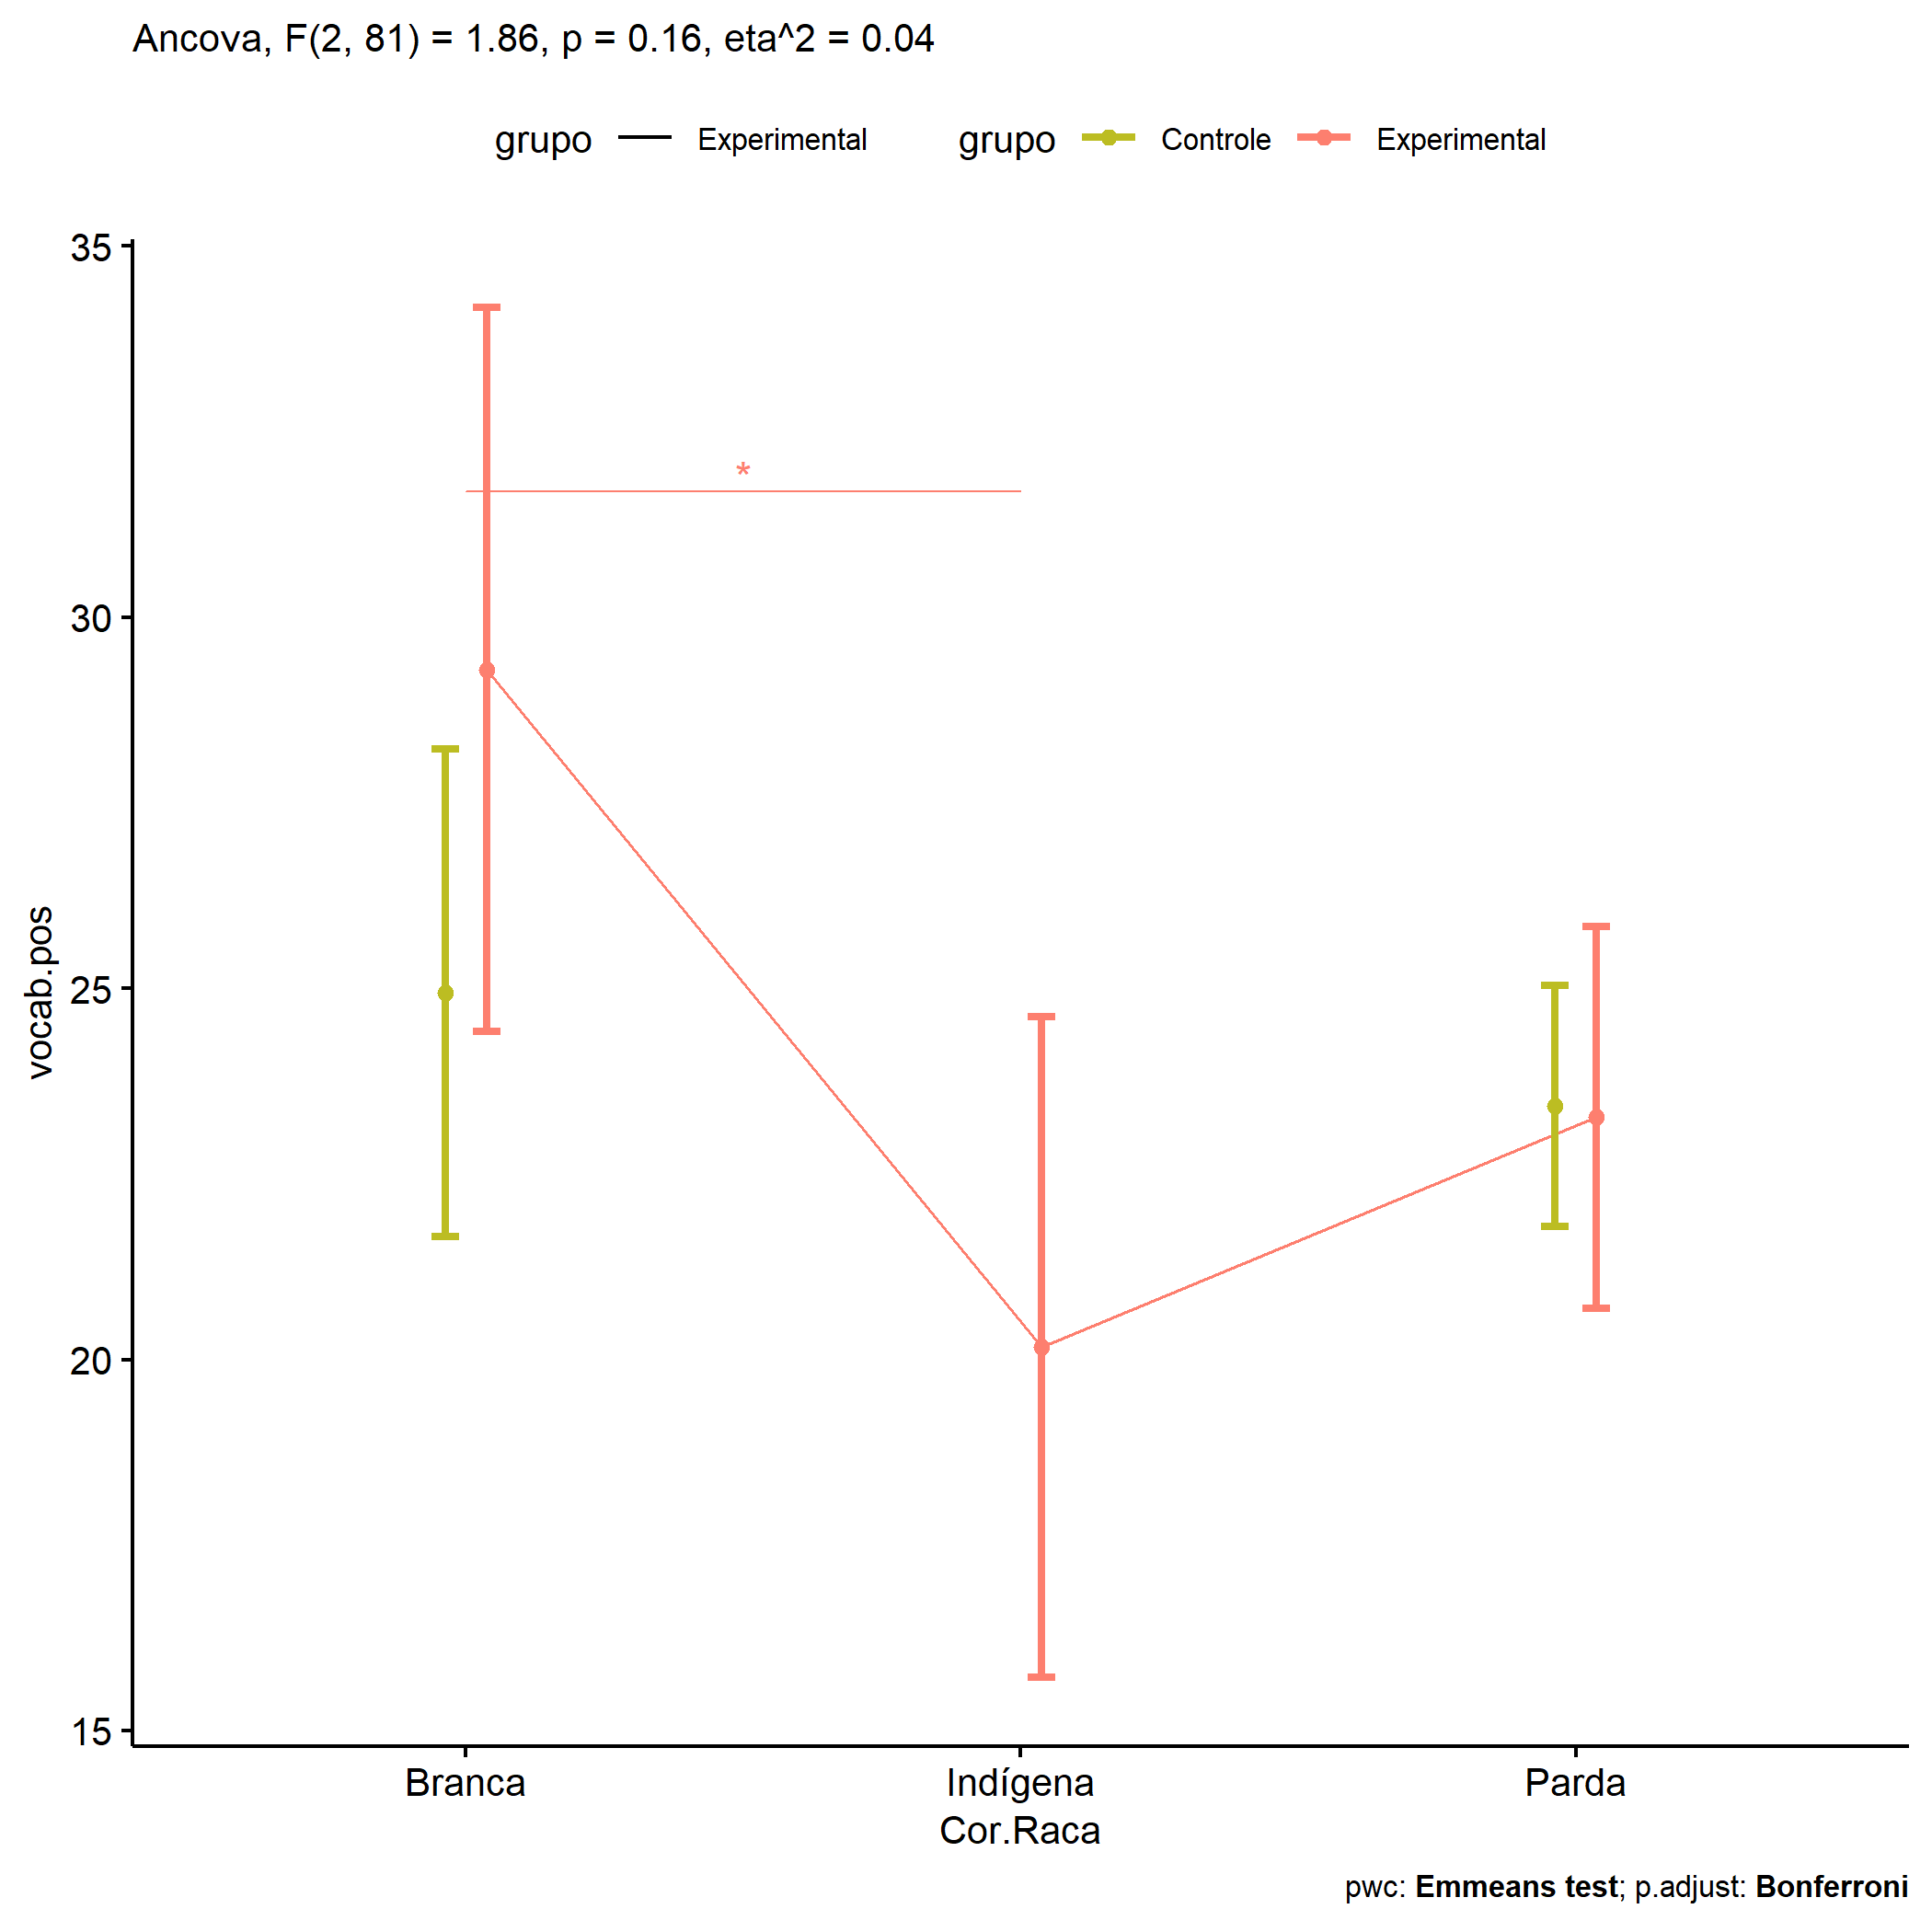 Ancova, F(2, 81) = 1.86, p = 0.16, eta^2 = 0.04
grupo Experimental grupo Controle Experimental
35
*
30
25
20
15
vocab.pos
Branca Indígena Parda
Cor.Raca
pwc: Emmeans test; p.adjust: Bonferroni